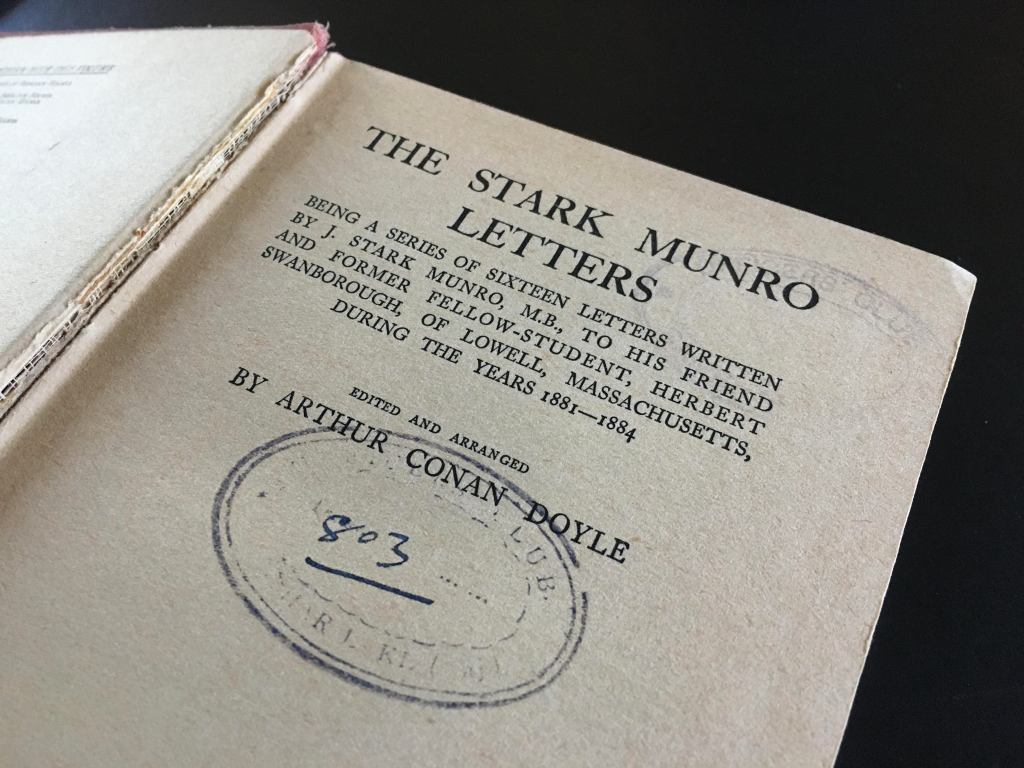 THE STARK MUNRO
LETTERS
BEING A SERIES OF SIXTEEN LETTERS WRITTEN
BY J. STARK MUNRO, M.B., TO HIS FRIEND
AND FORMER FELLOW-STUDENT, HERBERT
SWANBOROUGH, OF LOWELL, MASSACHUSETTS,
DURING THE YEARS 1881—1884
EDITED AND ARRANGED
BY ARTHUR CONAN DOYLE
803